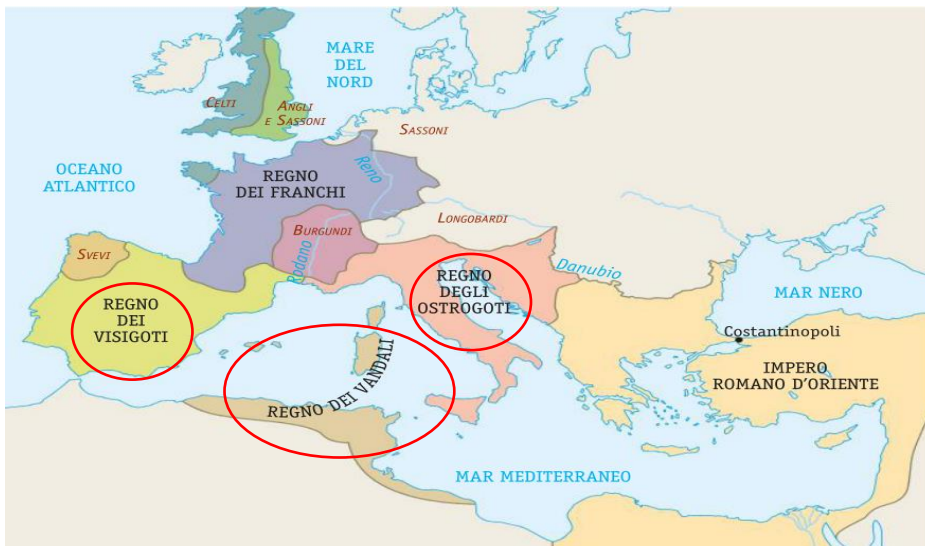 MARE
DEL
NORD
CELTI
ANGLI
E SASSONI
SASSONI
OCEANO
ATLANTICO
REGNO
DEI FRANCHI
Reno
BURGUNDI
LONGOBARDI
SVEVI
Rodano
Danubio
REGNO
DEGLI
OSTROGOTI
MAR NERO
REGNO
DEI
VISIGOTI
Costantinopoli
REGNO DEI VANDALI
IMPERO
ROMANO D'ORIENTE
MAR MEDITERRANEO